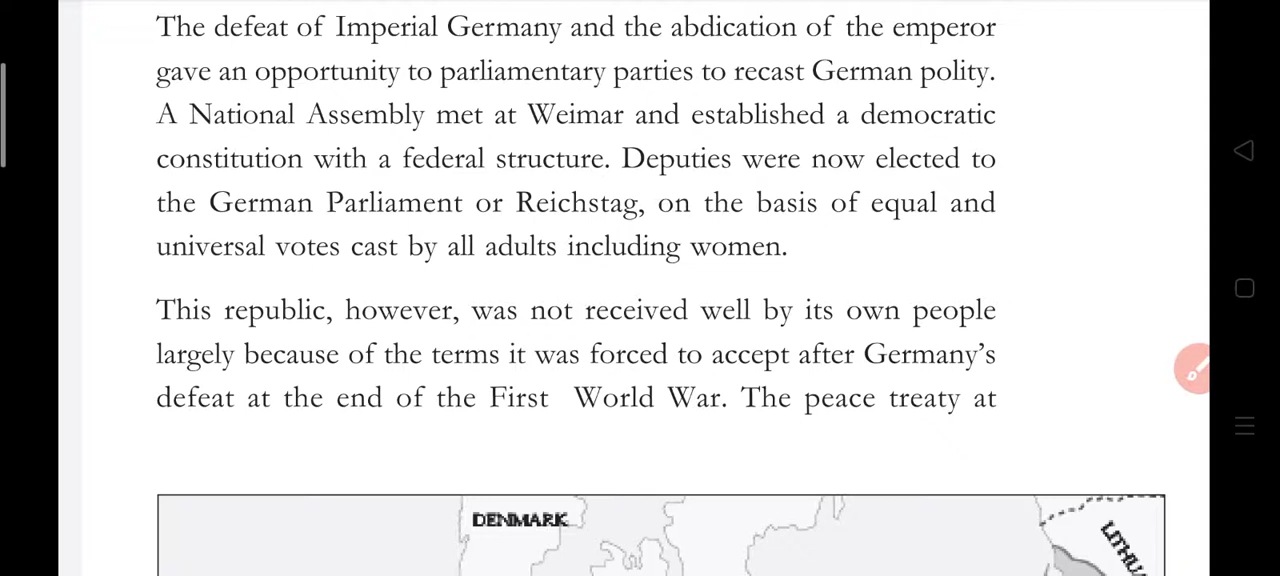 The defeat of Imperial Germany and the abdication of the emperor
gave an opportunity to parliamentary parties to recast German polity.
A National Assembly met at Weimar and established a democratic
constitution with a federal structure. Deputies were now elected to
the German Parliament or Reichstag, on the basis of equal and
universal votes cast by all adults including women.
This republic, however, was not received well by its own people
largely because of the terms it was forced to accept after Germany’s
defeat at the end of the First World War. The peace treaty at
DENMARK